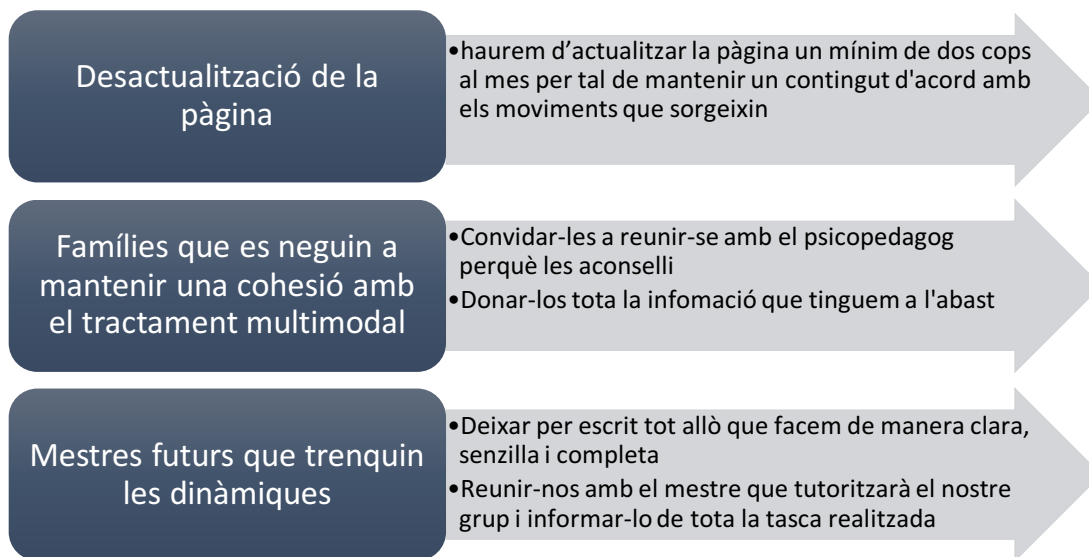 Desactualització de la
pàgina
•haurem d’actualitzar la pàgina un mínim de dos cops
al mes per tal de mantenir un contingut d'acord amb
els moviments que sorgeixin
Famílies que es neguin a
mantenir una cohesió amb
el tractament multimodal
•Convidar-les a reunir-se amb el psicopedagog
perquè les aconselli
•Donar-los tota la infomació que tinguem a l'abast
Mestres futurs que trenquin
les dinàmiques
•Deixar per escrit tot allò que facem de manera clara,
senzilla i completa
•Reunir-nos amb el mestre que tutoritzarà el nostre
grup i informar-lo de tota la tasca realitzada